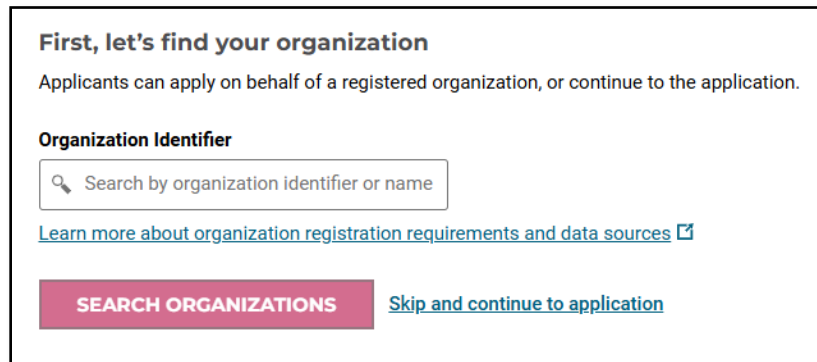 First, let's find your organization
Applicants can apply on behalf of a registered organization, or continue to the application.
Organization Identifier
Search by organization identifier or name
Learn more about organization registration requirements and data sources
SEARCH ORGANIZATIONS Skip and continue to application